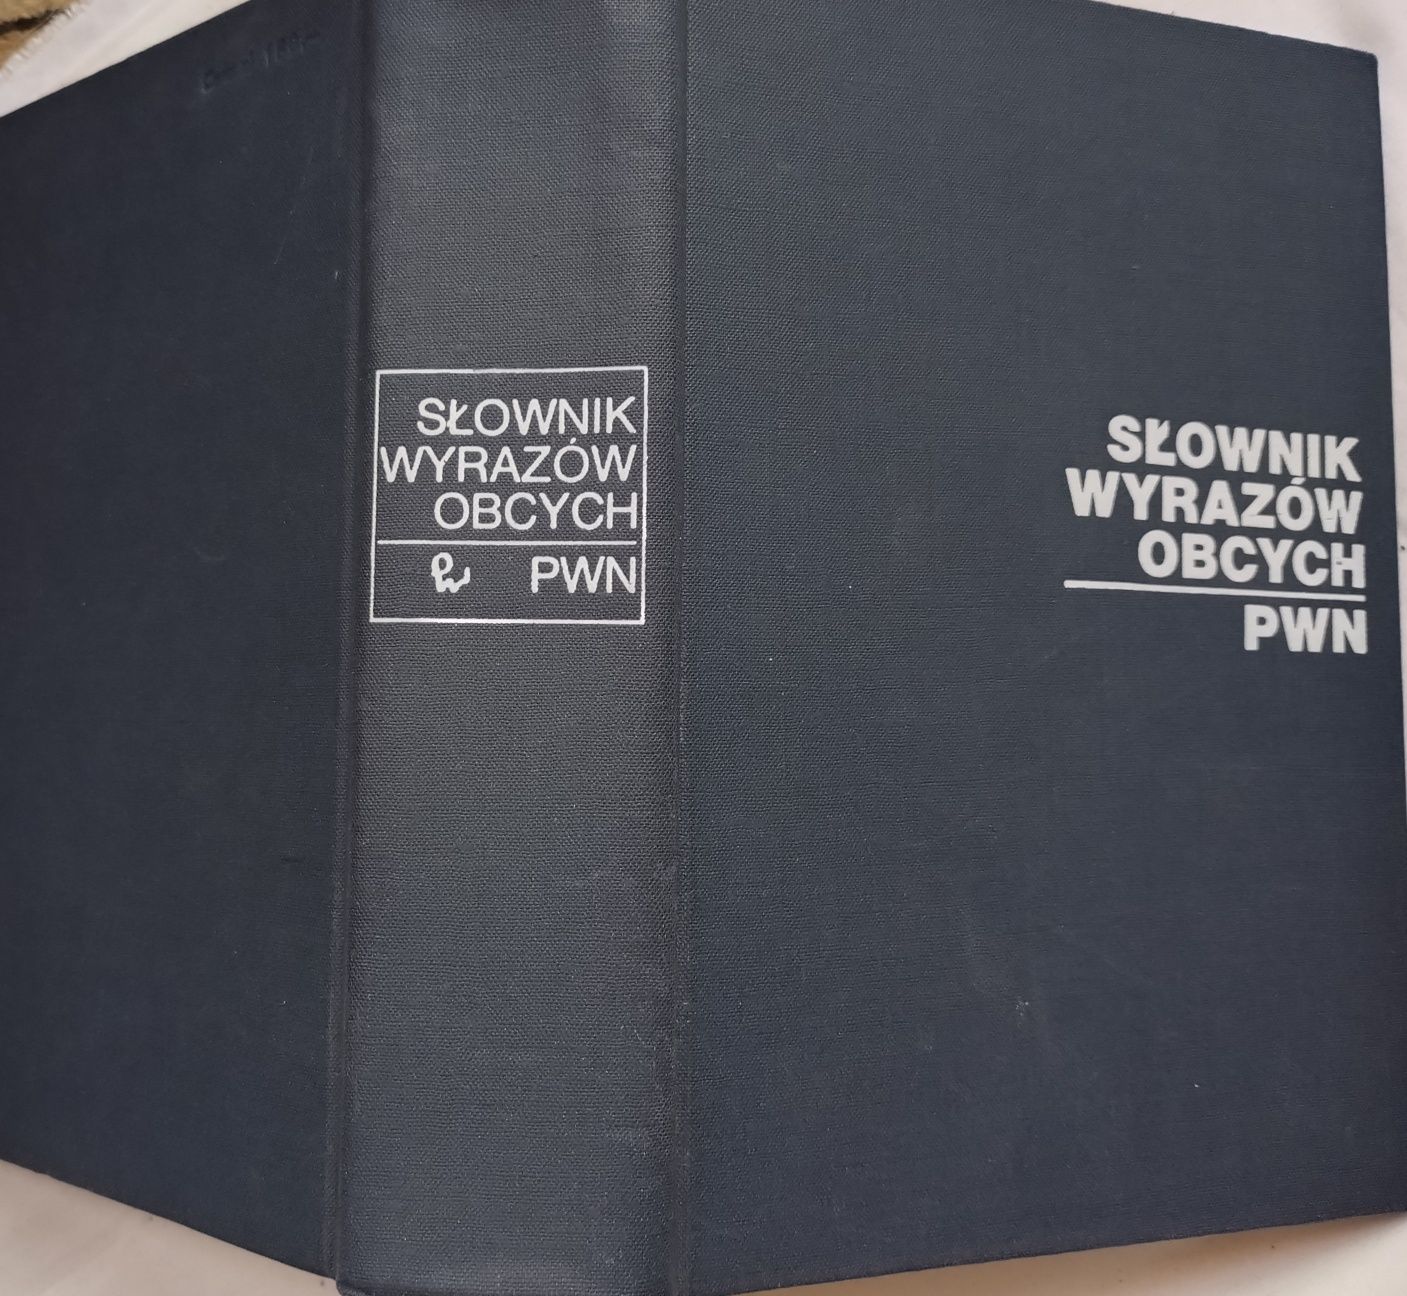 SŁOWNIK
WYRAZÓW
OBCYCH
PWN
SŁOWNIK
WYRAZÓW
OBCYCH
PWN